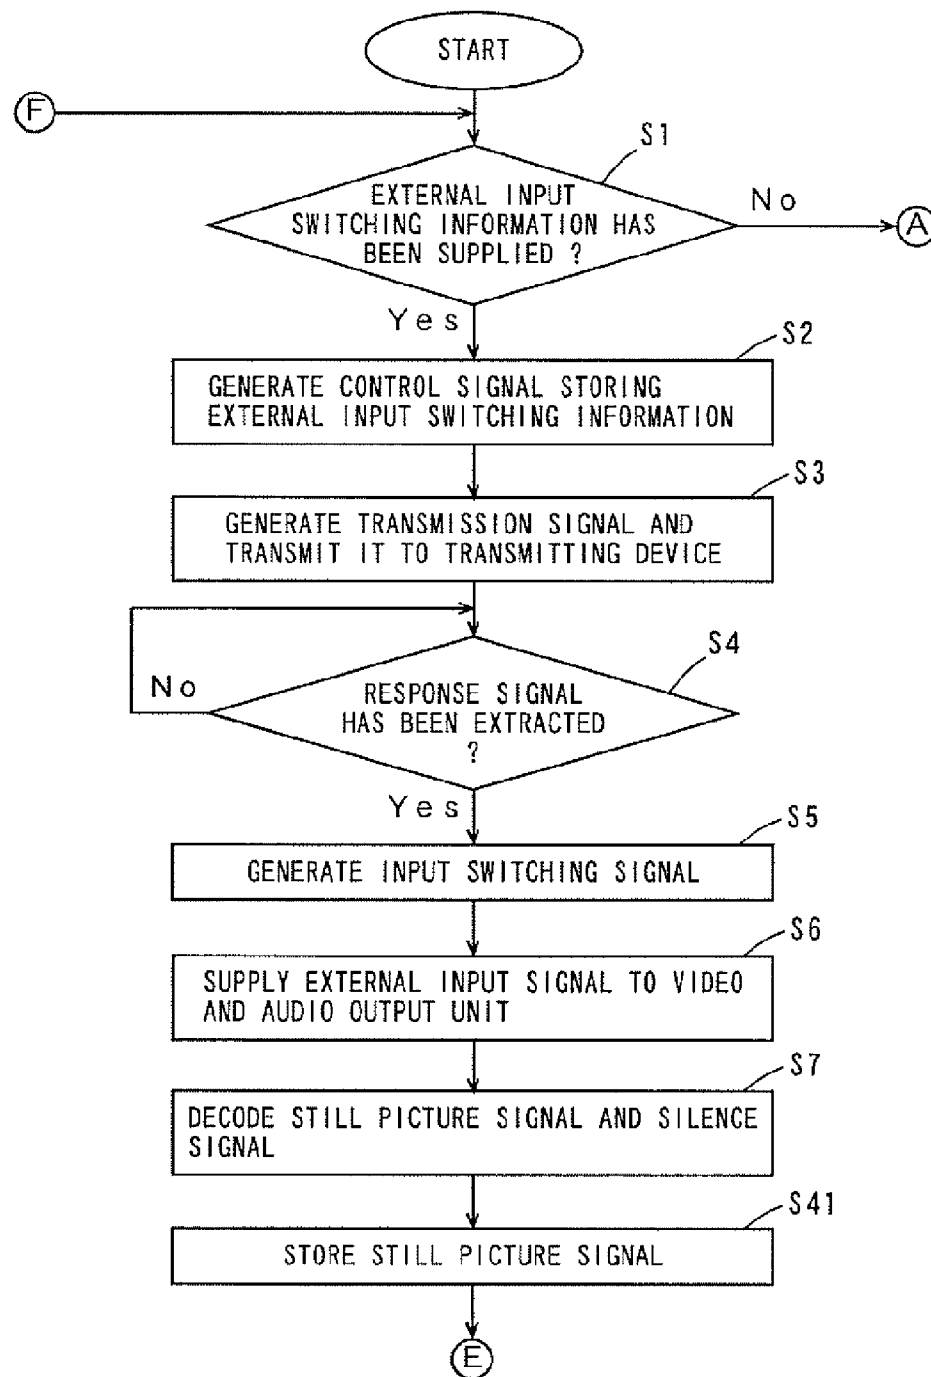 START
F
S1
EXTERNAL INPUT
SWITCHING INFORMATION HAS
BEEN SUPPLIED ?
No
A
Yes
S2
GENERATE CONTROL SIGNAL STORING
EXTERNAL INPUT SWITCHING INFORMATION
S3
GENERATE TRANSMISSION SIGNAL AND
TRANSMIT IT TO TRANSMITTING DEVICE
S4
No
RESPONSE SIGNAL
HAS BEEN EXTRACTED
?
Yes
S5
GENERATE INPUT SWITCHING SIGNAL
S6
SUPPLY EXTERNAL INPUT SIGNAL TO VIDEO
AND AUDIO OUTPUT UNIT
S7
DECODE STILL PICTURE SIGNAL AND SILENCE
SIGNAL
S41
STORE STILL PICTURE SIGNAL
E